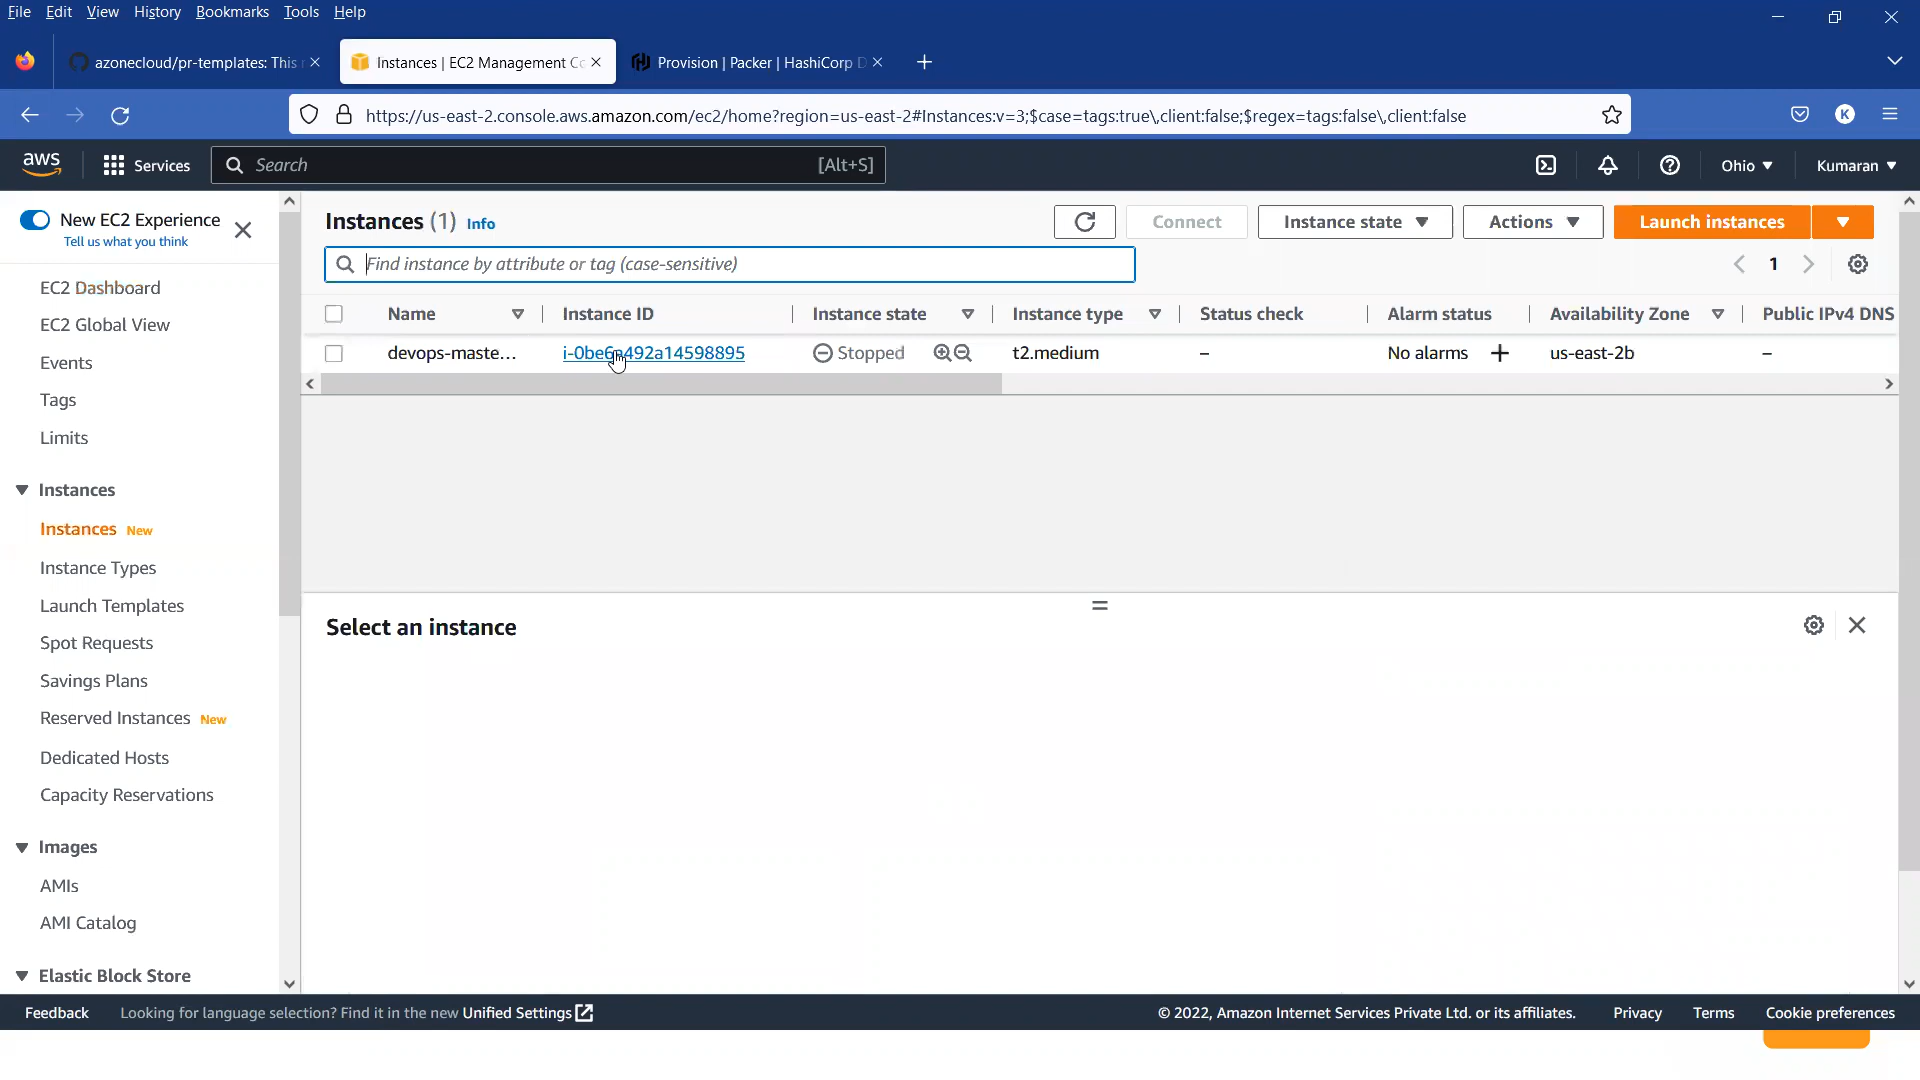 File Edit View History Bookmarks Tools Help
azonecloud/pr-templates: This
Instances | EC2 Management Co
Provision | Packer | HashiCorp D
https://us-east-2.console.aws.amazon.com/ec2/home?region=us-east-2#Instances:v=3;$case=tags:true\,client:false;$regex=tags:false\,client:false
K
aws Services Search [Alt+S] Ohio Kumaran
New EC2 Experience
Tell us what you think
EC2 Dashboard
EC2 Global View
Events
Tags
Limits
Instances
Instances New
Instance Types
Launch Templates
Spot Requests
Savings Plans
Reserved Instances New
Dedicated Hosts
Capacity Reservations
Images
AMIs
AMI Catalog
Elastic Block Store
Instances (1) Info
Connect Instance state Actions Launch instances
Find instance by attribute or tag (case-sensitive)
1
Name Instance ID Instance state Instance type Status check Alarm status Availability Zone Public IPv4 DNS
devops-maste... Stopped t2.medium – No alarms + us-east-2b –
Select an instance
Feedback Looking for language selection? Find it in the new Unified Settings © 2022, Amazon Internet Services Private Ltd. or its affiliates. Privacy Terms Cookie preferences